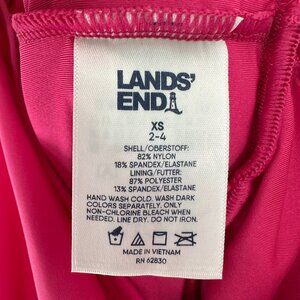 LANDS'
END
XS
2-4
SHELL/OBERSTOFF:
82% NYLON
18% SPANDEX/ELASTANE
LINING/FUTTER:
87% POLYESTER
13% SPANDEX/ELASTANE
HAND WASH COLD. WASH DARK
COLORS SEPARATELY. ONLY
NON-CHLORINE BLEACH WHEN
NEEDED. LINE DRY. DO NOT IRON.
MADE IN VIETNAM
RN 62830